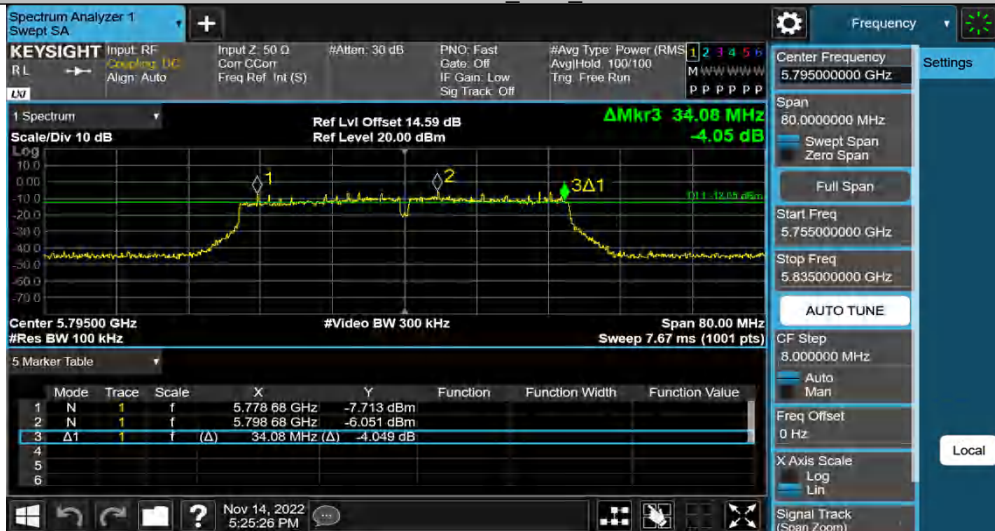 Spectrum Analyzer 1
Swept SA
+
Frequency
KEYSIGHT
RL
LXI
Input: RF
Coupling: DC
Align: Auto
Input Z: 50 Ω
Corr CCorr
Freq Ref: Int (S)
#Atten: 30 dB
PNO: Fast
Gate: Off
IF Gain: Low
Sig Track: Off
#Avg Type: Power (RMS
Avg|Hold: 100/100
Trig: Free Run
1 2 3 4 5 6
M W W W W W
P P P P P P
1 Spectrum
Scale/Div 10 dB
Ref Lvl Offset 14.59 dB
Ref Level 20.00 dBm
ΔMkr3 34.08 MHz
-4.05 dB
Log
10.0
0.00
-10.0
-20.0
-30.0
-40.0
-50.0
-60.0
-70.0
1
2
3Δ1
DL1 -12.05 dBm
Center 5.79500 GHz
#Res BW 100 kHz
#Video BW 300 kHz
Span 80.00 MHz
Sweep 7.67 ms (1001 pts)
5 Marker Table
Mode Trace Scale X Y Function Function Width Function Value
1 N 1 f 5.778 68 GHz -7.713 dBm
2 N 1 f 5.798 68 GHz -6.051 dBm
3 Δ1 1 f (Δ) 34.08 MHz (Δ) -4.049 dB
4
5
6
?
Nov 14, 2022
5:25:26 PM
Center Frequency
5.795000000 GHz
Span
80.0000000 MHz
Swept Span
Zero Span
Full Span
Start Freq
5.755000000 GHz
Stop Freq
5.835000000 GHz
AUTO TUNE
CF Step
8.000000 MHz
Auto
Man
Freq Offset
0 Hz
X Axis Scale
Log
Lin
Signal Track
(Span Zoom)
Settings
Local